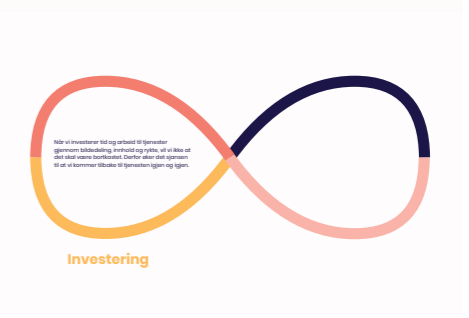 Når vi investerer tid og arbeid til tjenester
gjennom bildedeling, innhold og rykte, vil vi ikke at
det skal være bortkastet. Derfor øker det sjansen
til at vi kommer tilbake til tjenesten igjen og igjen.
Investering